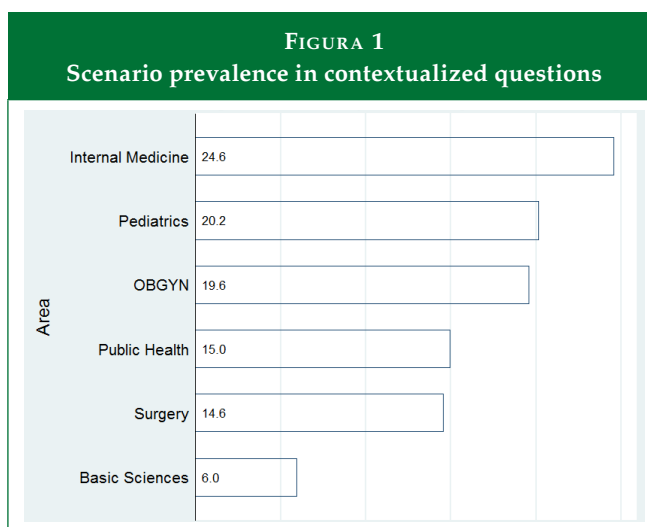 FIGURA 1
Scenario prevalence in contextualized questions
Area
Internal Medicine 24.6
Pediatrics 20.2
OBGYN 19.6
Public Health 15.0
Surgery 14.6
Basic Sciences 6.0